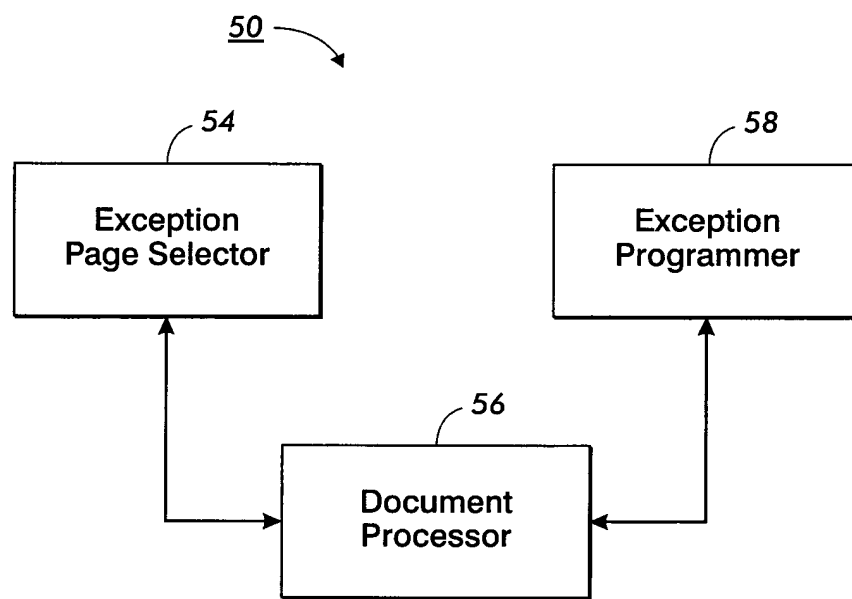 50
54
58
Exception
Page Selector
Exception
Programmer
56
Document
Processor